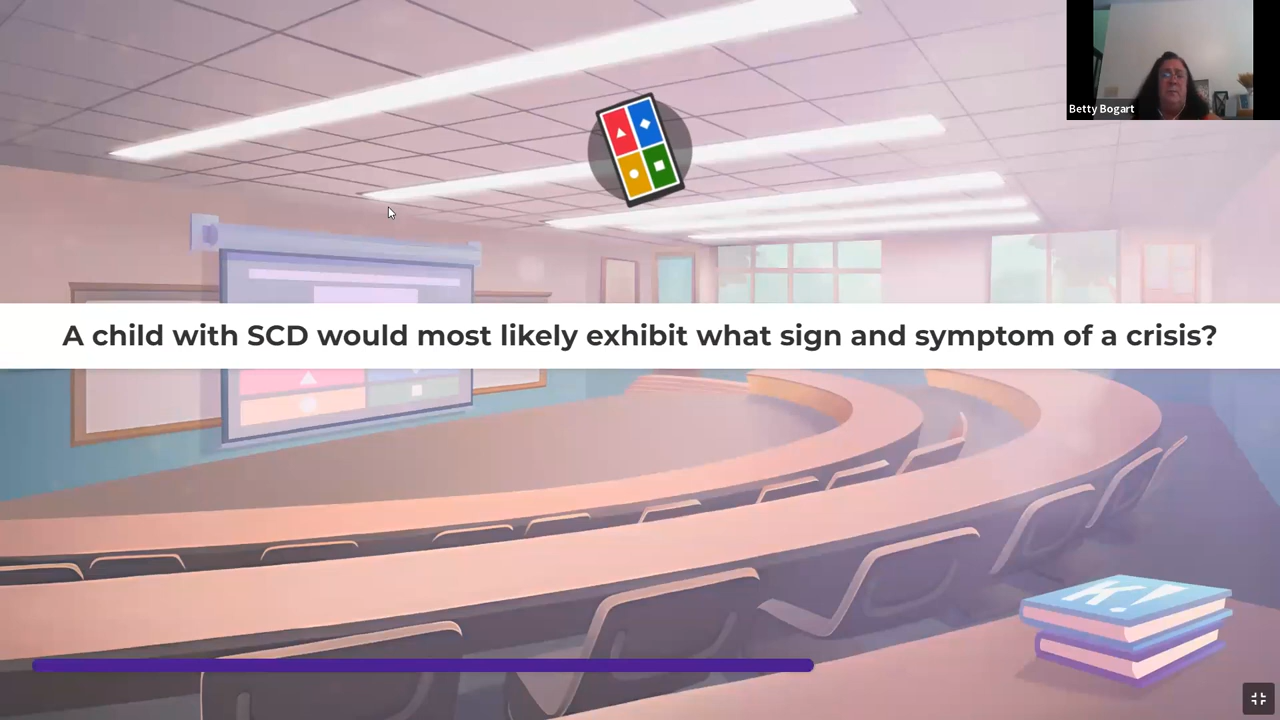 Betty Bogart
A child with SCD would most likely exhibit what sign and symptom of a crisis?
K!